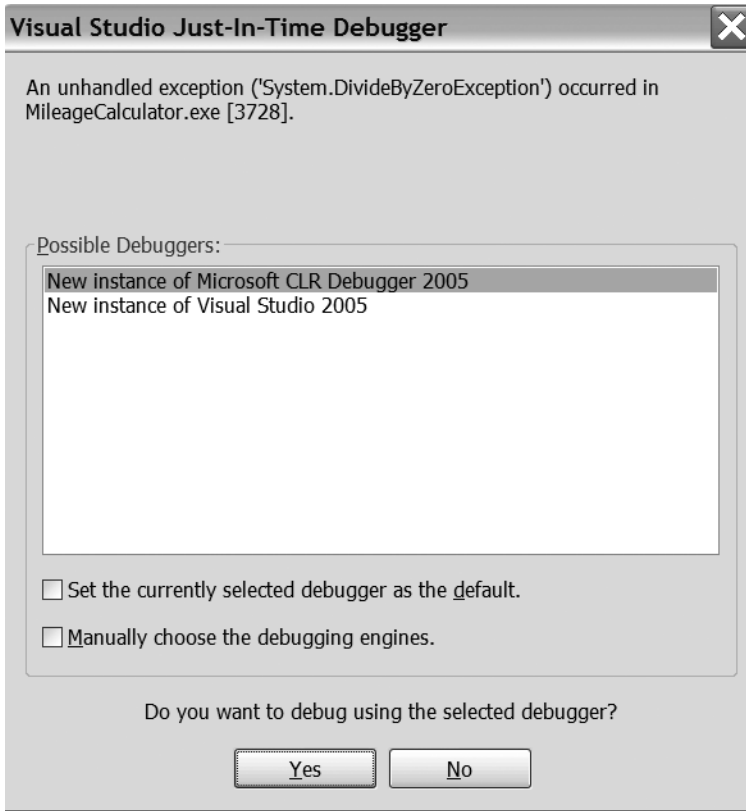 Visual Studio Just-In-Time Debugger
An unhandled exception ('System.DivideByZeroException') occurred in
MileageCalculator.exe [3728].
Possible Debuggers:
New instance of Microsoft CLR Debugger 2005
New instance of Visual Studio 2005
Set the currently selected debugger as the default.
Manually choose the debugging engines.
Do you want to debug using the selected debugger?
Yes No